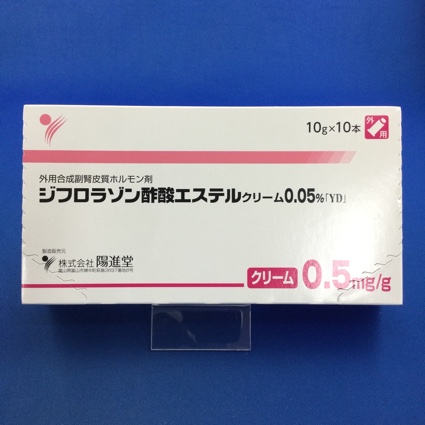 10g×10本
外用
外用合成副腎皮質ホルモン剤
ジフロラゾン酢酸エステルクリーム0.05%「YD」
製造販売元
株式会社 陽進堂
クリーム 0.5mg/g